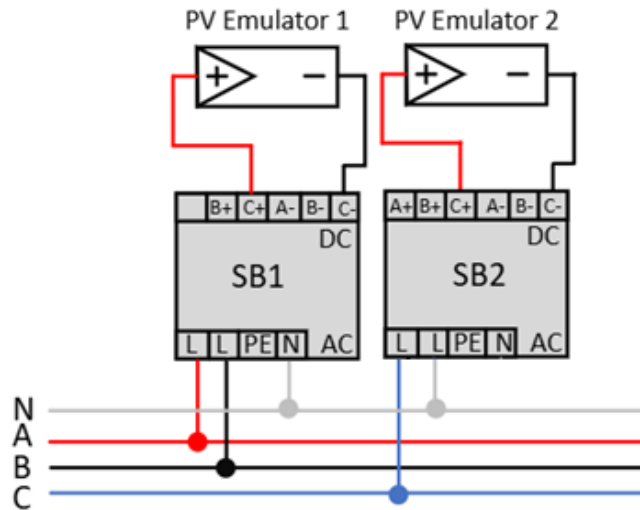 PV Emulator 1 PV Emulator 2
+ − + −
B+ C+ A- B- C- A+ B+ C+ A- B- C-
DC DC
SB1 SB2
L L PE N AC L L PE N AC
N
A
B
C